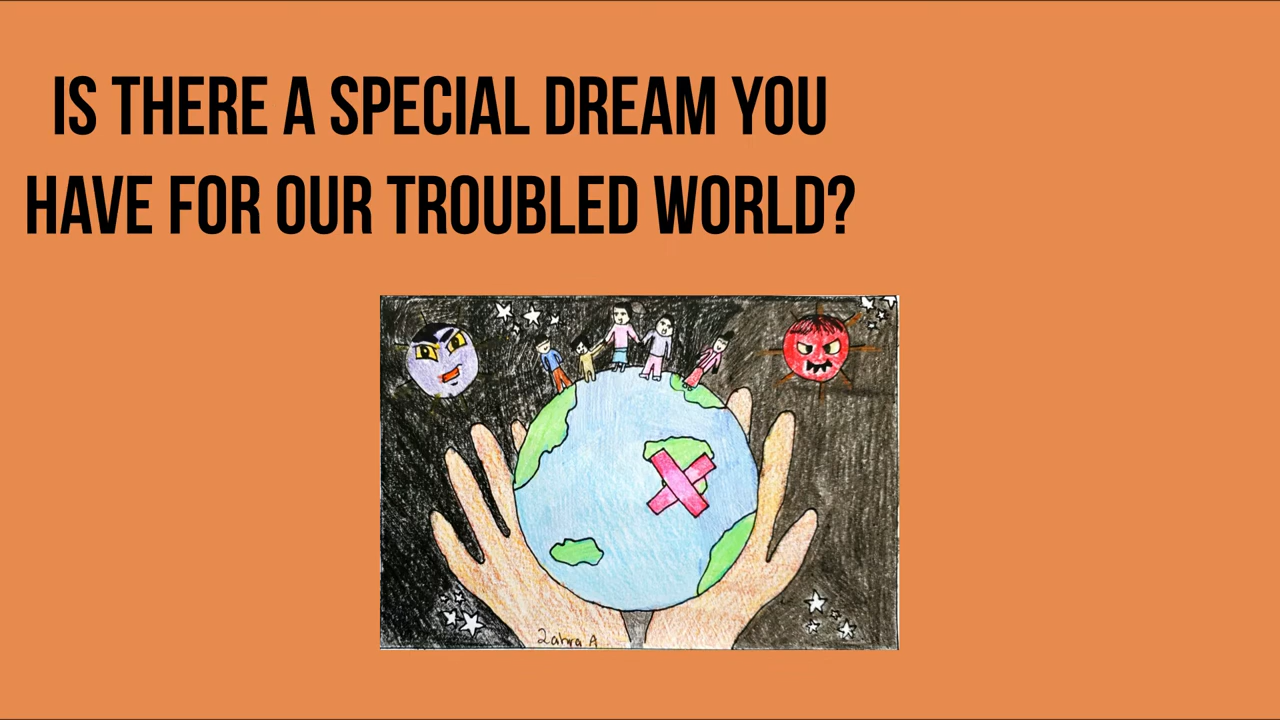 IS THERE A SPECIAL DREAM YOU
HAVE FOR OUR TROUBLED WORLD?
Zahra A